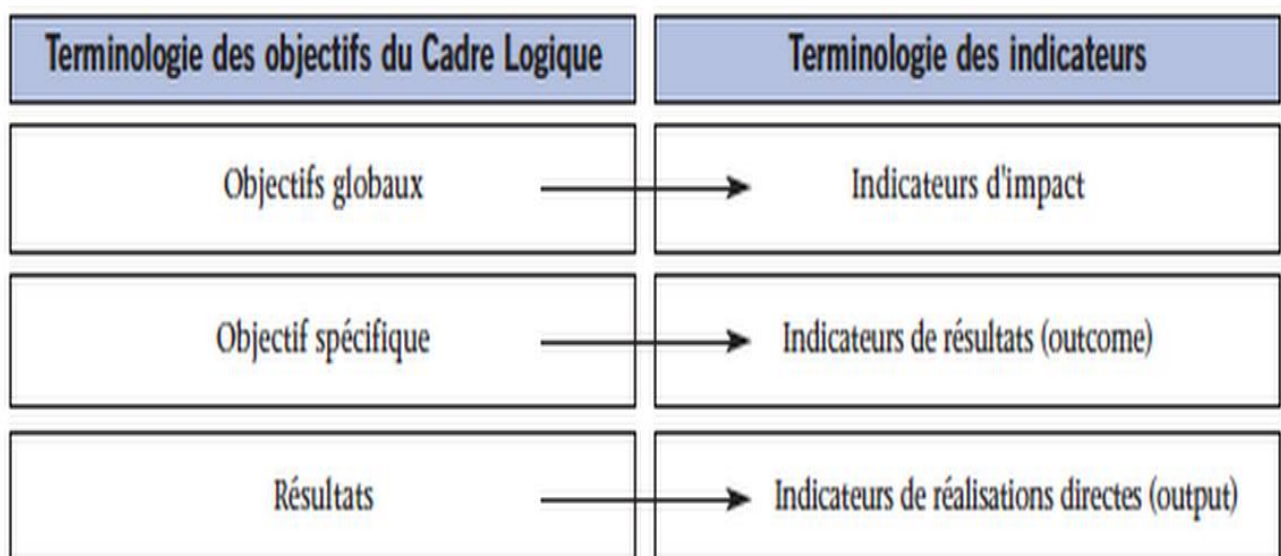 Terminologie des objectifs du Cadre Logique
Terminologie des indicateurs
Objectifs globaux
Indicateurs d'impact
Objectif spécifique
Indicateurs de résultats (outcome)
Résultats
Indicateurs de réalisations directes (output)